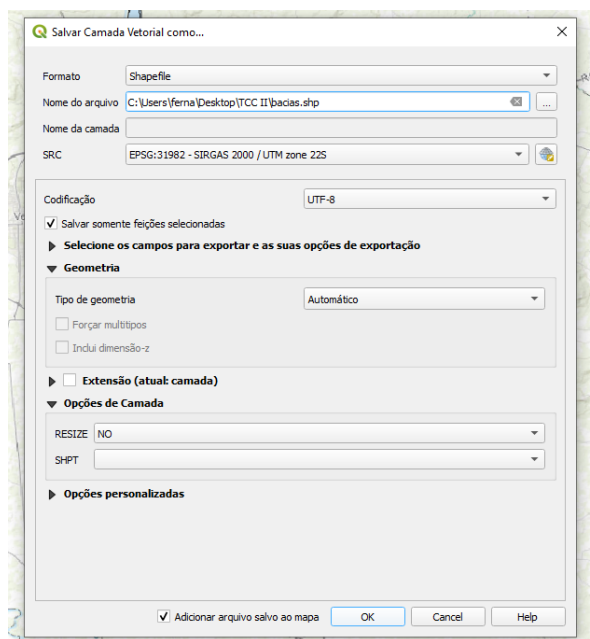 Salvar Camada Vetorial como...
Formato Shapefile
Nome do arquivo C:\Users\ferna\Desktop\TCC II\bacias.shp ...
Nome da camada
SRC EPSG:31982 - SIRGAS 2000 / UTM zone 22S
Codificação UTF-8
Salvar somente feições selecionadas
Selecione os campos para exportar e as suas opções de exportação
Geometria
Tipo de geometria Automático
Forçar multitipos
Inclui dimensão-z
Extensão (atual: camada)
Opções de Camada
RESIZE NO
SHPT
Opções personalizadas
Adicionar arquivo salvo ao mapa OK Cancel Help